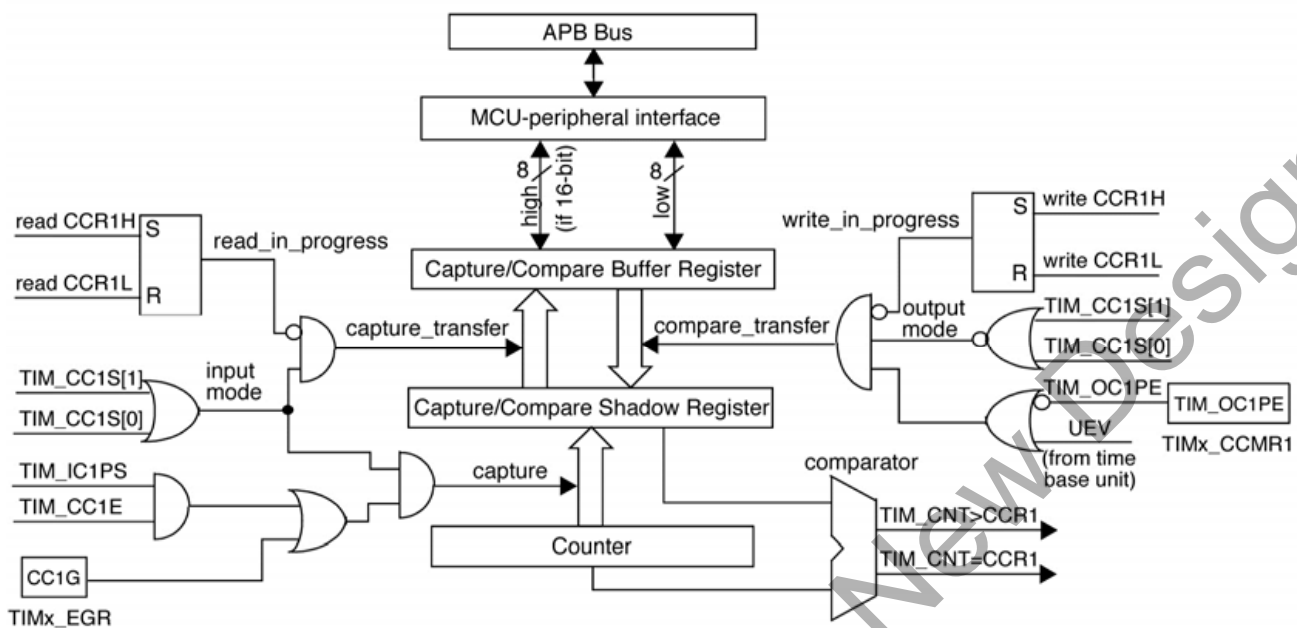 APB Bus
MCU-peripheral interface
8
high
(if 16-bit)
8
low
read CCR1H
S
read_in_progress
read CCR1L
R
write_in_progress
S
write CCR1H
R
write CCR1L
Capture/Compare Buffer Register
capture_transfer
compare_transfer
output
mode
TIM_CC1S[1]
TIM_CC1S[0]
TIM_CC1S[1]
TIM_CC1S[0]
input
mode
Capture/Compare Shadow Register
TIM_OC1PE
TIM_OC1PE
UEV
(from time
base unit)
TIMx_CCMR1
TIM_IC1PS
TIM_CC1E
capture
comparator
CC1G
TIMx_EGR
Counter
TIM_CNT>CCR1
TIM_CNT=CCR1
New Design